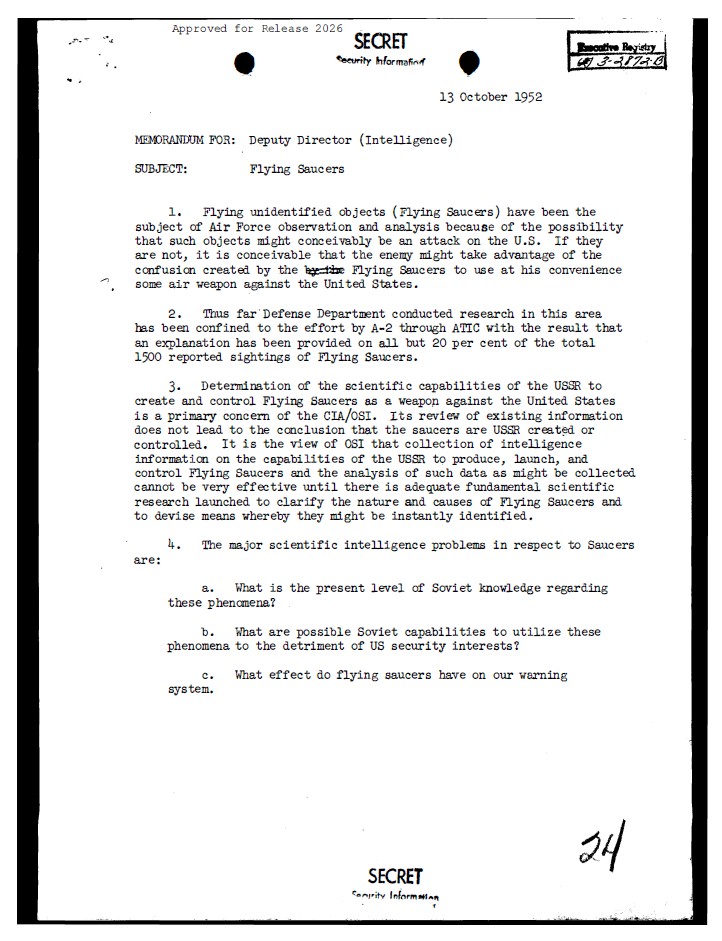 Approved for Release 2026
SECRET
Security Information
Executive Registry
3-2872-B
13 October 1952
MEMORANDUM FOR: Deputy Director (Intelligence)
SUBJECT: Flying Saucers
1. Flying unidentified objects (Flying Saucers) have been the
subject of Air Force observation and analysis because of the possibility
that such objects might conceivably be an attack on the U.S. If they
are not, it is conceivable that the enemy might take advantage of the
confusion created by the by the Flying Saucers to use at his convenience
some air weapon against the United States.
2. Thus far Defense Department conducted research in this area
has been confined to the effort by A-2 through ATIC with the result that
an explanation has been provided on all but 20 per cent of the total
1500 reported sightings of Flying Saucers.
3. Determination of the scientific capabilities of the USSR to
create and control Flying Saucers as a weapon against the United States
is a primary concern of the CIA/OSI. Its review of existing information
does not lead to the conclusion that the saucers are USSR created or
controlled. It is the view of OSI that collection of intelligence
information on the capabilities of the USSR to produce, launch, and
control Flying Saucers and the analysis of such data as might be collected
cannot be very effective until there is adequate fundamental scientific
research launched to clarify the nature and causes of Flying Saucers and
to devise means whereby they might be instantly identified.
4. The major scientific intelligence problems in respect to Saucers
are:
a. What is the present level of Soviet knowledge regarding
these phenomena?
b. What are possible Soviet capabilities to utilize these
phenomena to the detriment of US security interests?
c. What effect do flying saucers have on our warning
system.
24
SECRET
Security Information